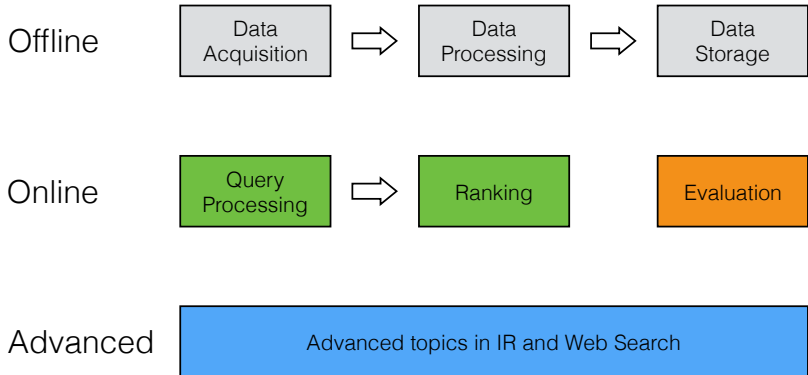 Offline
Data
Acquisition
Data
Processing
Data
Storage
Online
Query
Processing
Ranking
Evaluation
Advanced
Advanced topics in IR and Web Search